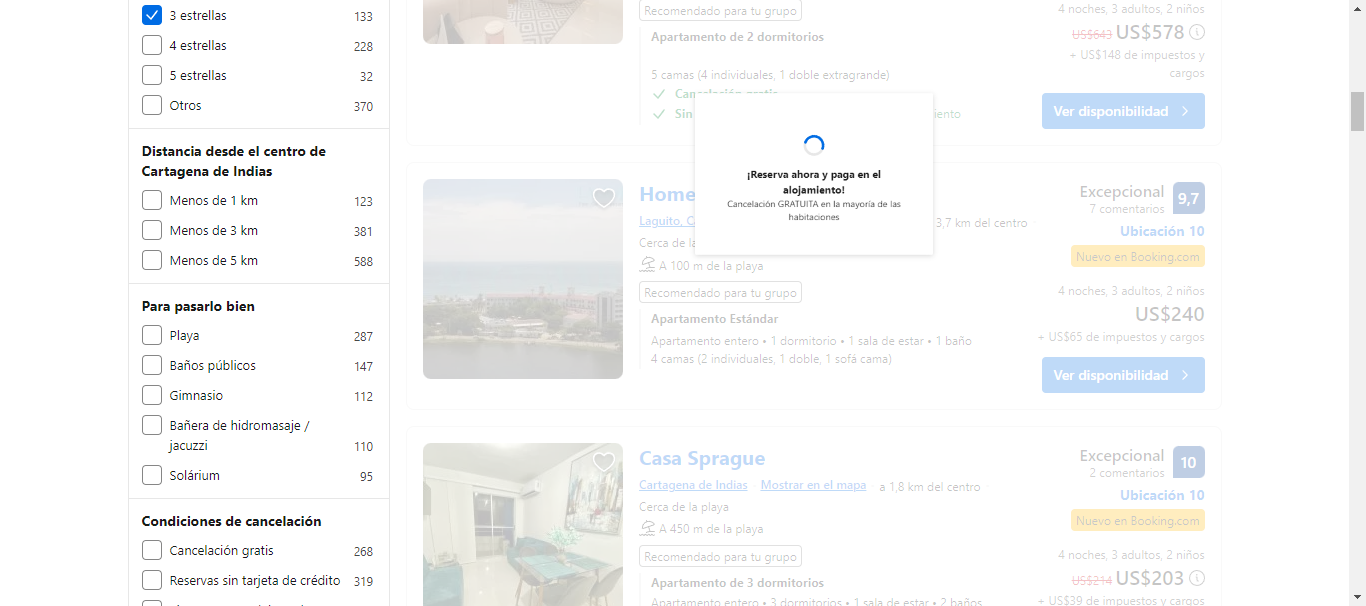 3 estrellas 133
4 estrellas 228
5 estrellas 32
Otros 370
Distancia desde el centro de
Cartagena de Indias
Menos de 1 km 123
Menos de 3 km 381
Menos de 5 km 588
Para pasarlo bien
Playa 287
Baños públicos 147
Gimnasio 112
Bañera de hidromasaje /
jacuzzi 110
Solárium 95
Condiciones de cancelación
Cancelación gratis 268
Reservas sin tarjeta de crédito 319
Recomendado para tu grupo
Apartamento de 2 dormitorios
5 camas (4 individuales, 1 doble extragrande)
Cancelación gratis
Sin
4 noches, 3 adultos, 2 niños
US$643 US$578
+ US$148 de impuestos y
cargos
Ver disponibilidad
¡Reserva ahora y paga en el
alojamiento!
Cancelación GRATUITA en la mayoría de las
habitaciones
Home
Laguito,
3,7 km del centro
Cerca de la
A 100 m de la playa
Recomendado para tu grupo
Apartamento Estándar
Apartamento entero • 1 dormitorio • 1 sala de estar • 1 baño
4 camas (2 individuales, 1 doble, 1 sofá cama)
Excepcional 9,7
7 comentarios
Ubicación 10
Nuevo en Booking.com
4 noches, 3 adultos, 2 niños
US$240
+ US$65 de impuestos y cargos
Ver disponibilidad
Casa Sprague
Cartagena de Indias Mostrar en el mapa a 1,8 km del centro
Cerca de la playa
A 450 m de la playa
Recomendado para tu grupo
Apartamento de 3 dormitorios
Apartamento entero • 3 dormitorios • 1 sala de estar • 2 baños
Excepcional 10
2 comentarios
Ubicación 10
Nuevo en Booking.com
4 noches, 3 adultos, 2 niños
US$214 US$203
+ US$39 de impuestos y cargos